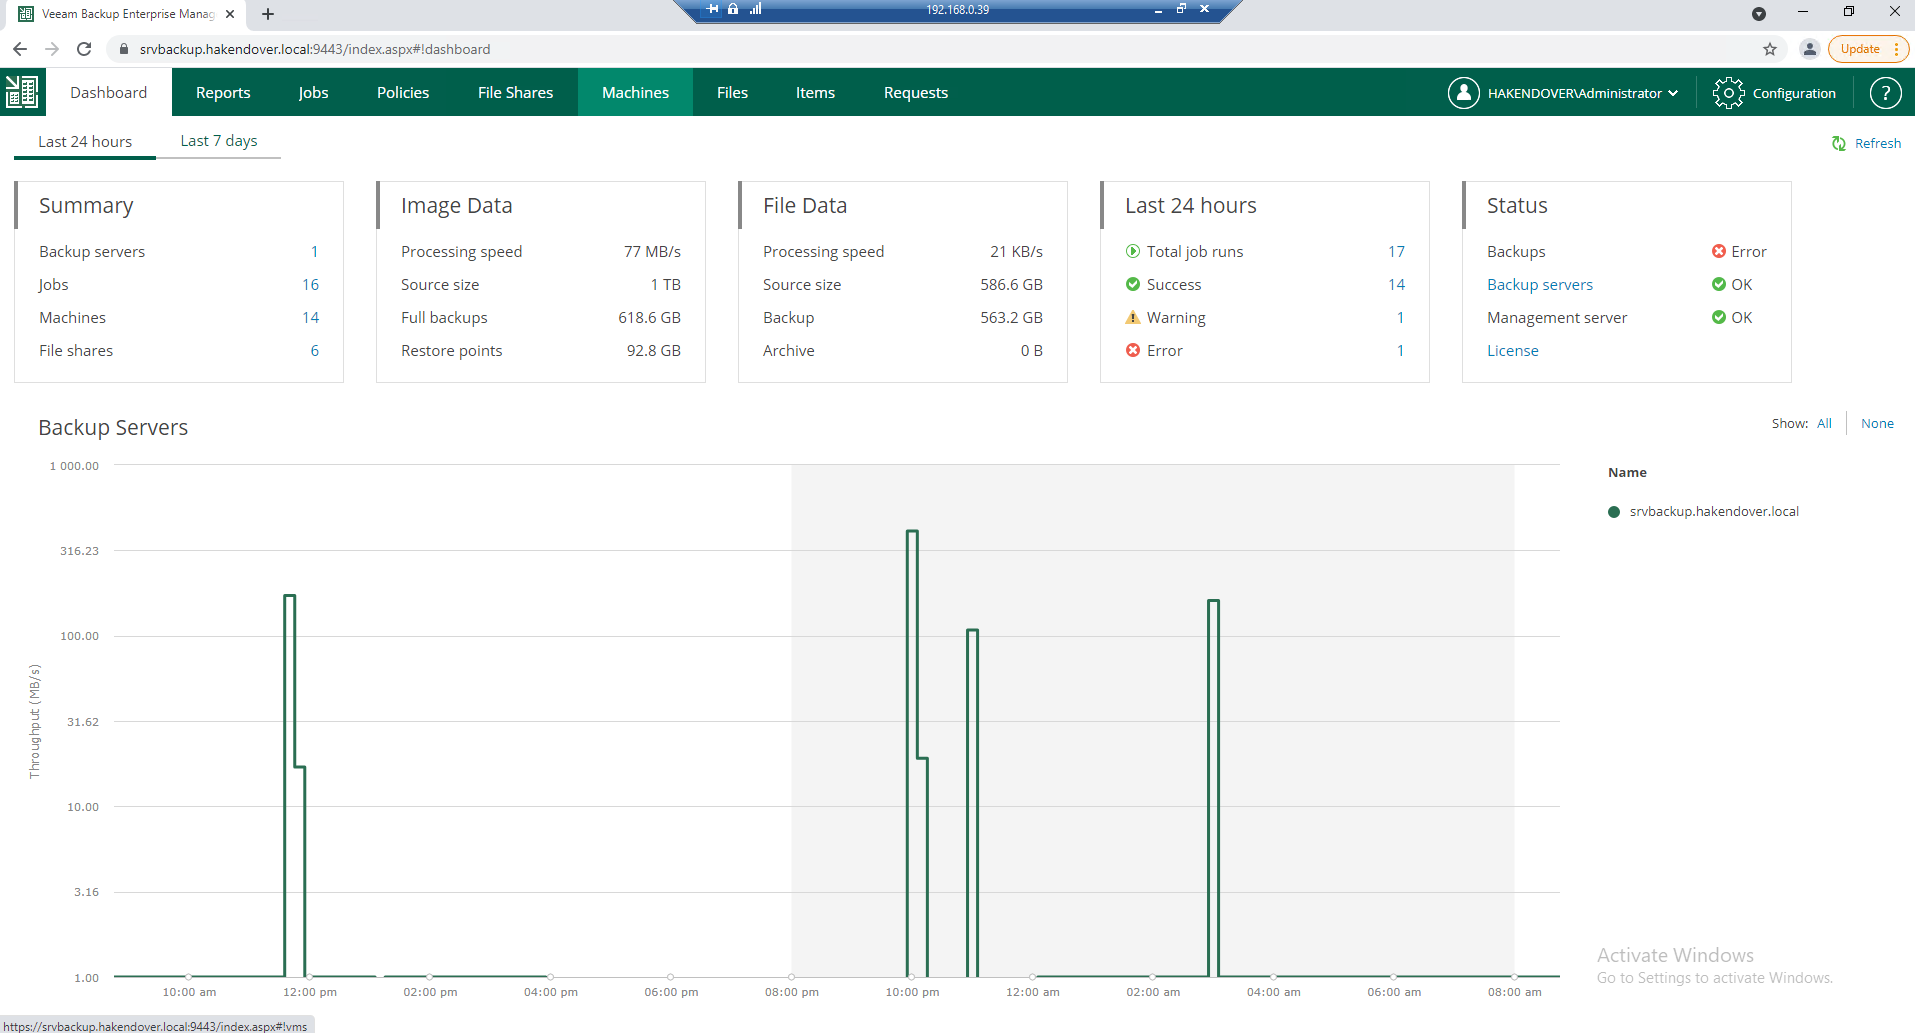 Veeam Backup Enterprise Manag
192.168.0.39
srvbackup.hakendover.local:9443/index.aspx#!dashboard
Update
Dashboard Reports Jobs Policies File Shares Machines Files Items Requests HAKENDOVER\Administrator Configuration ?
Last 24 hours Last 7 days
Refresh
Summary
Backup servers 1
Jobs 16
Machines 14
File shares 6
Image Data
Processing speed 77 MB/s
Source size 1 TB
Full backups 618.6 GB
Restore points 92.8 GB
File Data
Processing speed 21 KB/s
Source size 586.6 GB
Backup 563.2 GB
Archive 0 B
Last 24 hours
Total job runs 17
Success 14
Warning 1
Error 1
Status
Backups Error
Backup servers OK
Management server OK
License
Backup Servers
Show: All None
Name
srvbackup.hakendover.local
Throughput (MB/s)
1 000.00
316.23
100.00
31.62
10.00
3.16
1.00
10:00 am 12:00 pm 02:00 pm 04:00 pm 06:00 pm 08:00 pm 10:00 pm 12:00 am 02:00 am 04:00 am 06:00 am 08:00 am
Activate Windows
Go to Settings to activate Windows.
https://srvbackup.hakendover.local:9443/index.aspx#!vms